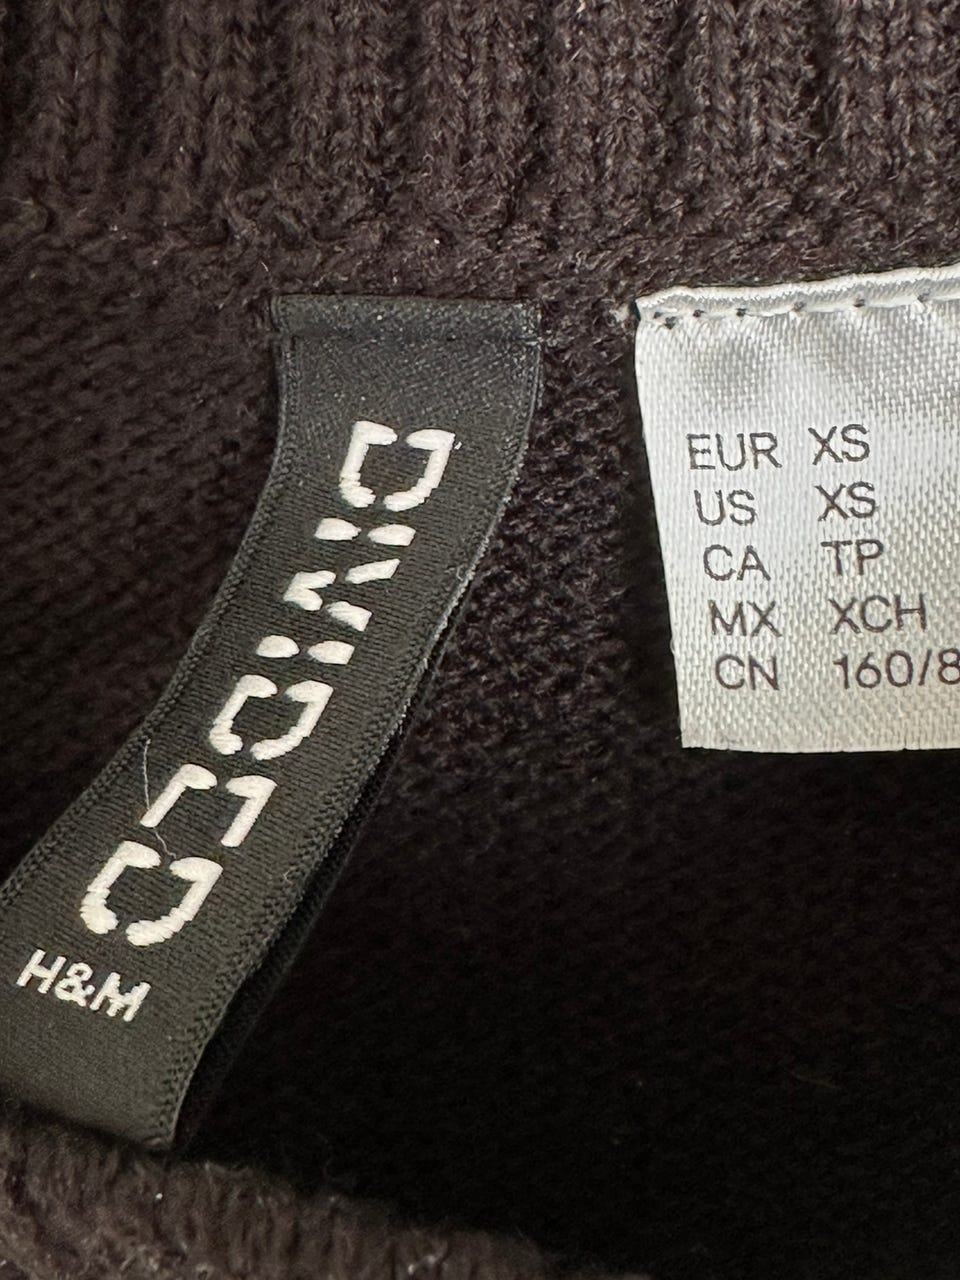 DIVIDED
H&M
EUR XS
US XS
CA TP
MX XCH
CN 160/8